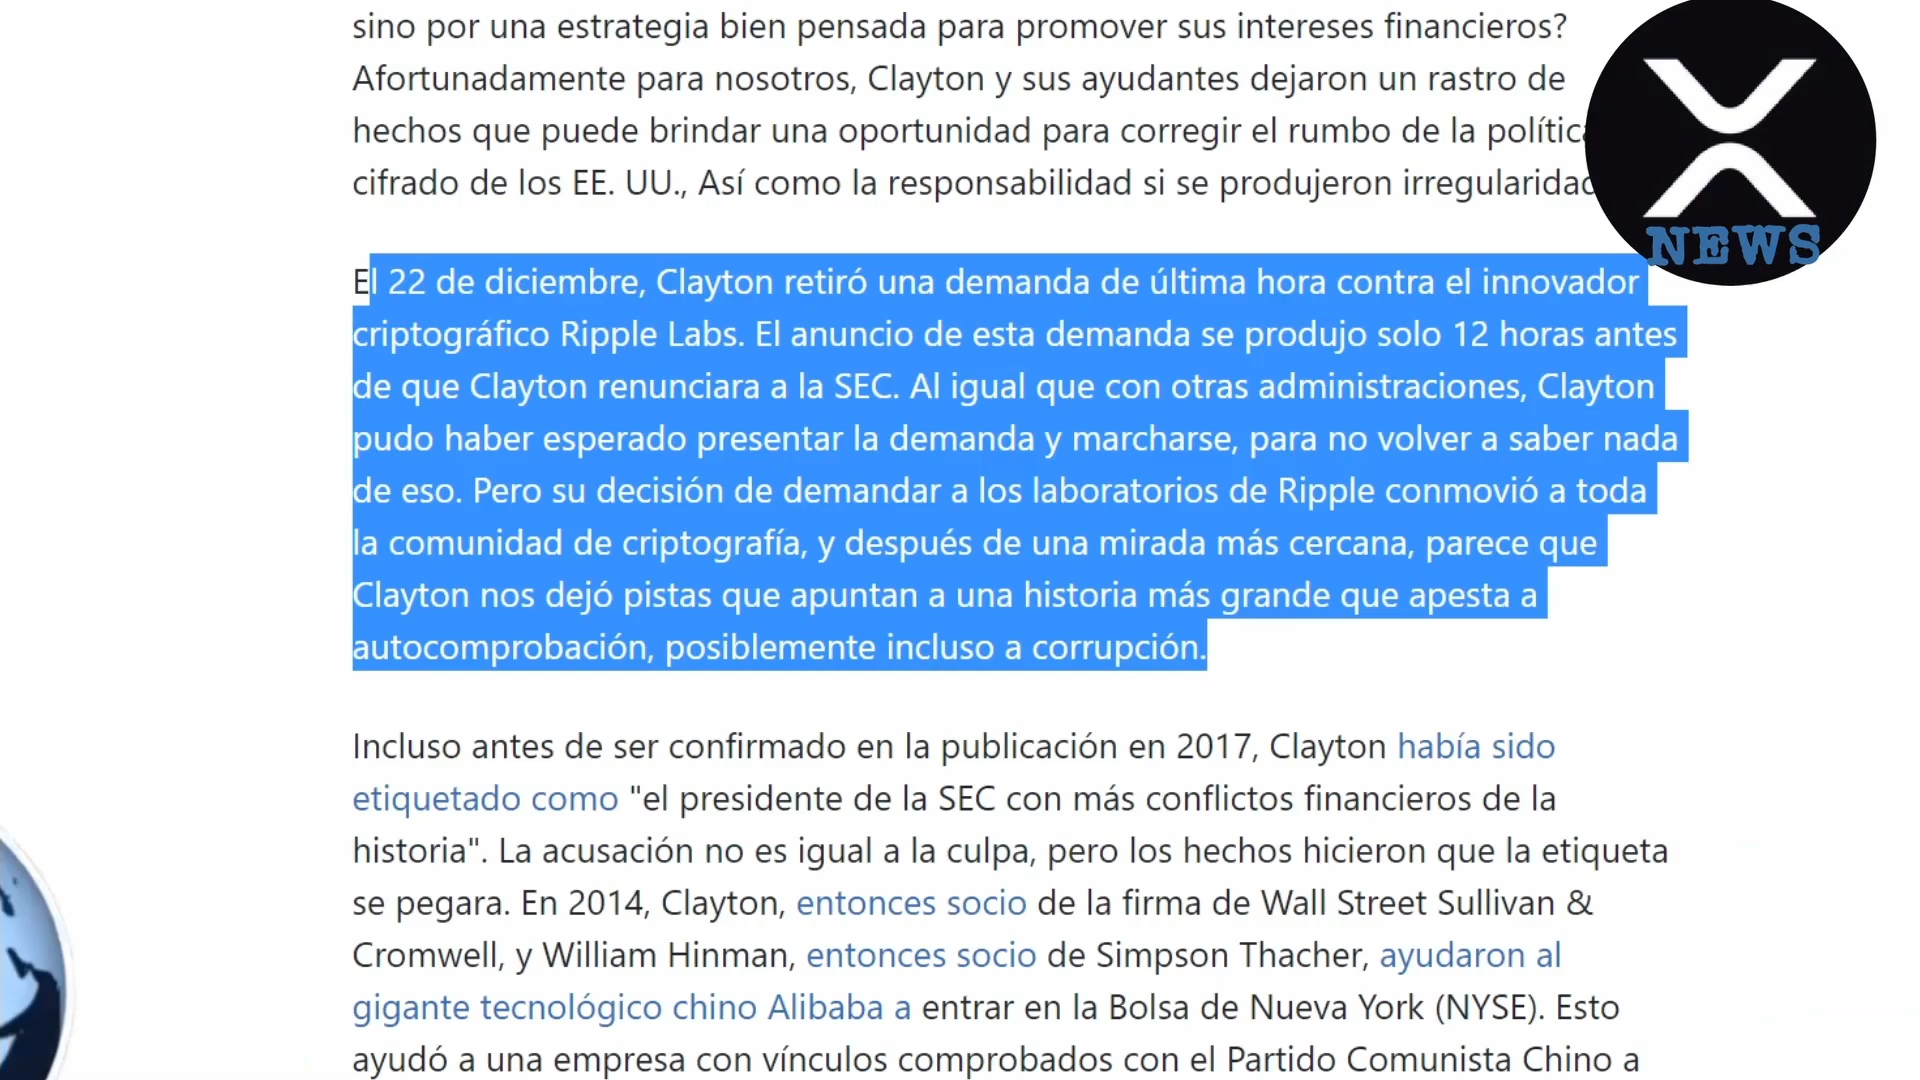 sino por una estrategia bien pensada para promover sus intereses financieros?
Afortunadamente para nosotros, Clayton y sus ayudantes dejaron un rastro de
hechos que puede brindar una oportunidad para corregir el rumbo de la política
cifrado de los EE. UU., Así como la responsabilidad si se produjeron
NEWS
El 22 de diciembre, Clayton retiró una demanda de última hora contra el innovador
criptográfico Ripple Labs. El anuncio de esta demanda se produjo solo 12 horas antes
de que Clayton renunciara a la SEC. Al igual que con otras administraciones, Clayton
pudo haber esperado presentar la demanda y marcharse, para no volver a saber nada
de eso. Pero su decisión de demandar a los laboratorios de Ripple conmovió a toda
la comunidad de criptografía, y después de una mirada más cercana, parece que
Clayton nos dejó pistas que apuntan a una historia más grande que apesta a
autocomprobación, posiblemente incluso a corrupción.
Incluso antes de ser confirmado en la publicación en 2017, Clayton había sido
etiquetado como "el presidente de la SEC con más conflictos financieros de la
historia". La acusación no es igual a la culpa, pero los hechos hicieron que la etiqueta
se pegara. En 2014, Clayton, entonces socio de la firma de Wall Street Sullivan &
Cromwell, y William Hinman, entonces socio de Simpson Thacher, ayudaron al
gigante tecnológico chino Alibaba a entrar en la Bolsa de Nueva York (NYSE). Esto
ayudó a una empresa con vínculos comprobados con el Partido Comunista Chino a